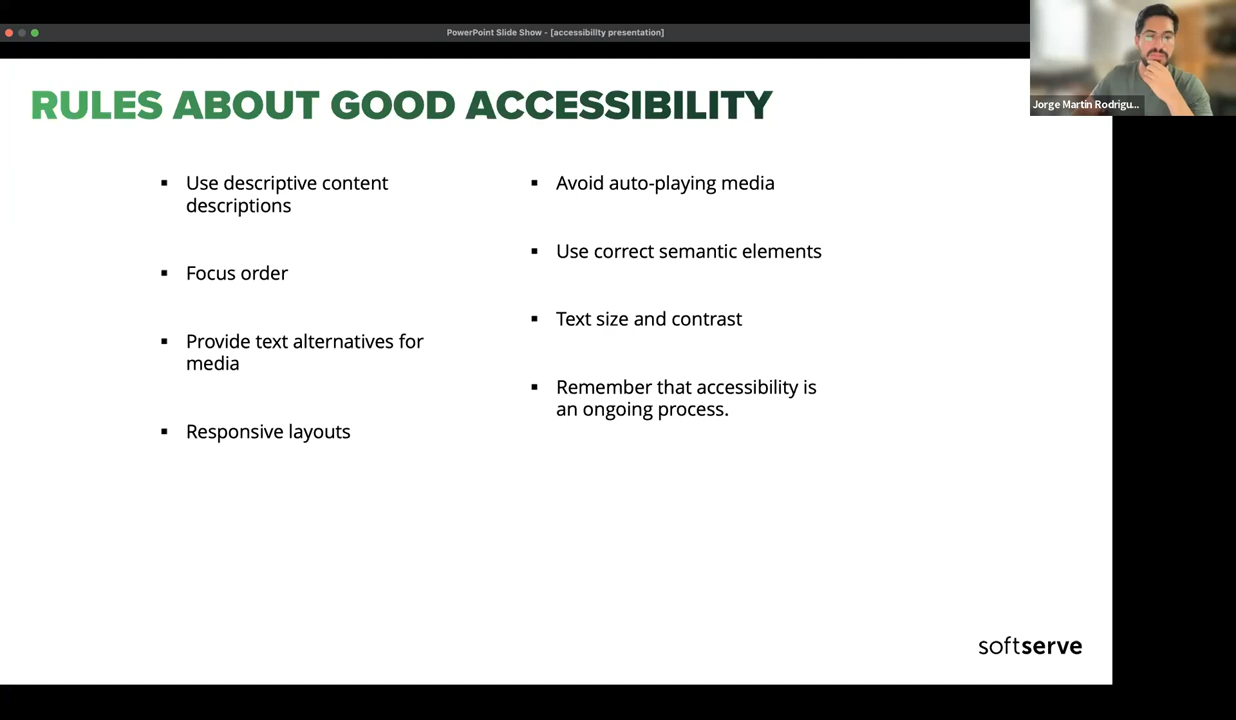 PowerPoint Slide Show - [accessibility presentation]
Jorge Martin Rodrigu...
RULES ABOUT GOOD ACCESSIBILITY
▪ Use descriptive content
descriptions
▪ Focus order
▪ Provide text alternatives for
media
▪ Responsive layouts
▪ Avoid auto-playing media
▪ Use correct semantic elements
▪ Text size and contrast
▪ Remember that accessibility is
an ongoing process.
softserve